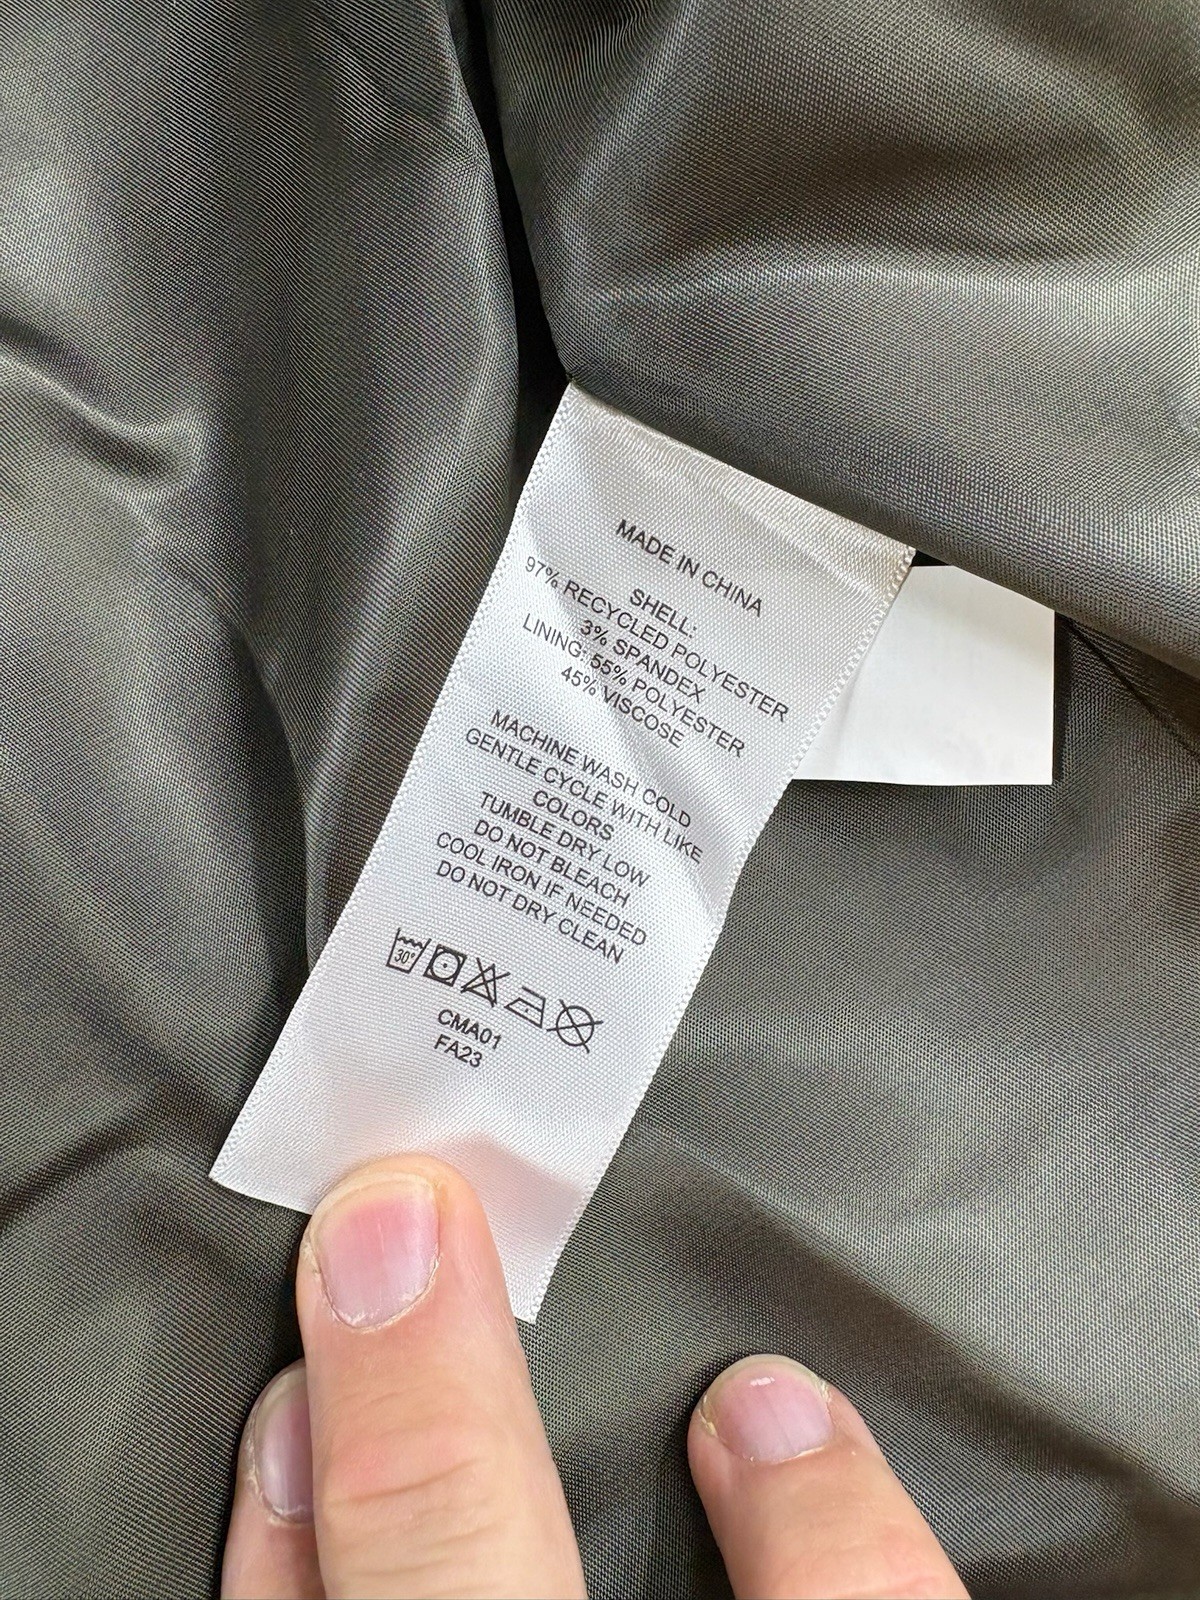 MADE IN CHINA
SHELL:
97% RECYCLED POLYESTER
3% SPANDEX
LINING: 55% POLYESTER
45% VISCOSE
MACHINE WASH COLD
GENTLE CYCLE WITH LIKE
COLORS
TUMBLE DRY LOW
DO NOT BLEACH
COOL IRON IF NEEDED
DO NOT DRY CLEAN
30°
CMA01
FA23